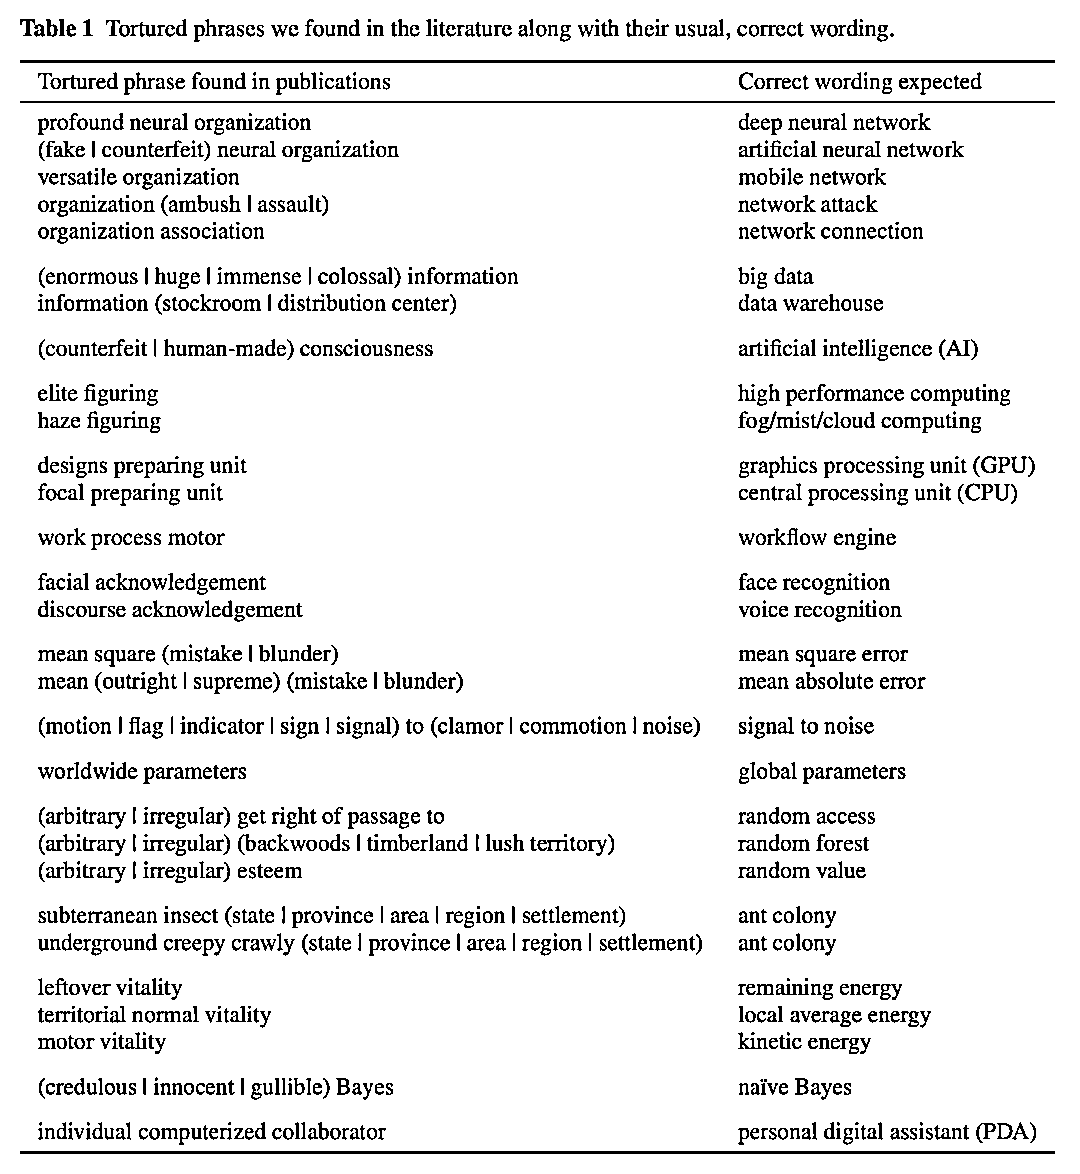 Table 1 Tortured phrases we found in the literature along with their usual, correct wording.
Tortured phrase found in publications Correct wording expected
profound neural organization deep neural network
(fake | counterfeit) neural organization artificial neural network
versatile organization mobile network
organization (ambush | assault) network attack
organization association network connection
(enormous | huge | immense | colossal) information big data
information (stockroom | distribution center) data warehouse
(counterfeit | human-made) consciousness artificial intelligence (AI)
elite figuring high performance computing
haze figuring fog/mist/cloud computing
designs preparing unit graphics processing unit (GPU)
focal preparing unit central processing unit (CPU)
work process motor workflow engine
facial acknowledgement face recognition
discourse acknowledgement voice recognition
mean square (mistake | blunder) mean square error
mean (outright | supreme) (mistake | blunder) mean absolute error
(motion | flag | indicator | sign | signal) to (clamor | commotion | noise) signal to noise
worldwide parameters global parameters
(arbitrary | irregular) get right of passage to random access
(arbitrary | irregular) (backwoods | timberland | lush territory) random forest
(arbitrary | irregular) esteem random value
subterranean insect (state | province | area | region | settlement) ant colony
underground creepy crawly (state | province | area | region | settlement) ant colony
leftover vitality remaining energy
territorial normal vitality local average energy
motor vitality kinetic energy
(credulous | innocent | gullible) Bayes naïve Bayes
individual computerized collaborator personal digital assistant (PDA)